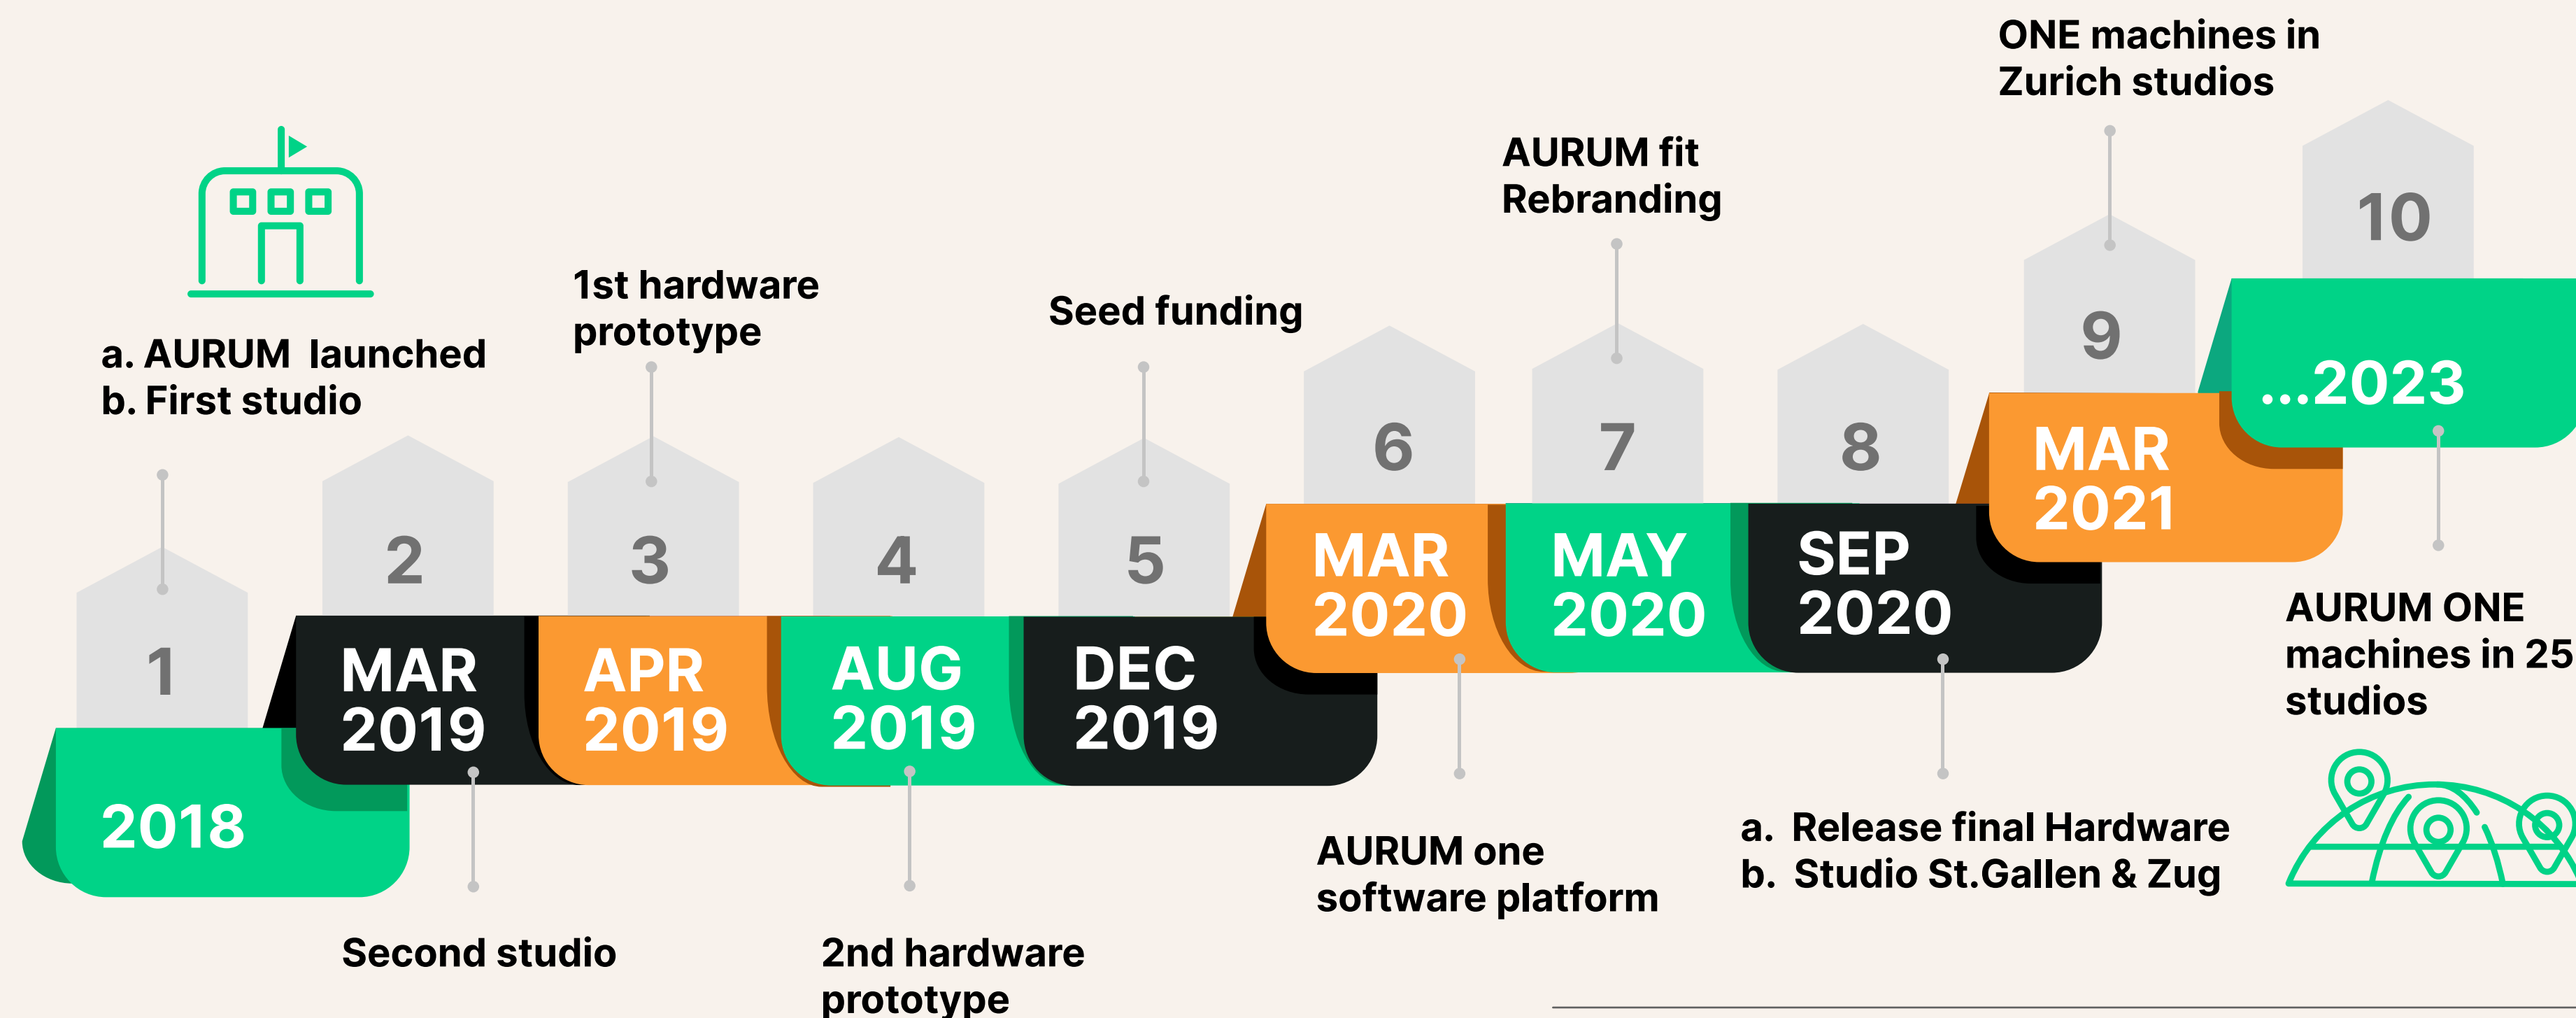 a. AURUM launched
b. First studio
1
2018
2
MAR
2019
Second studio
1st hardware
prototype
3
APR
2019
4
AUG
2019
2nd hardware
prototype
Seed funding
5
DEC
2019
6
MAR
2020
AURUM one
software platform
AURUM fit
Rebranding
7
MAY
2020
8
SEP
2020
a. Release final Hardware
b. Studio St.Gallen & Zug
ONE machines in
Zurich studios
9
MAR
2021
10
...2023
AURUM ONE
machines in 25
studios